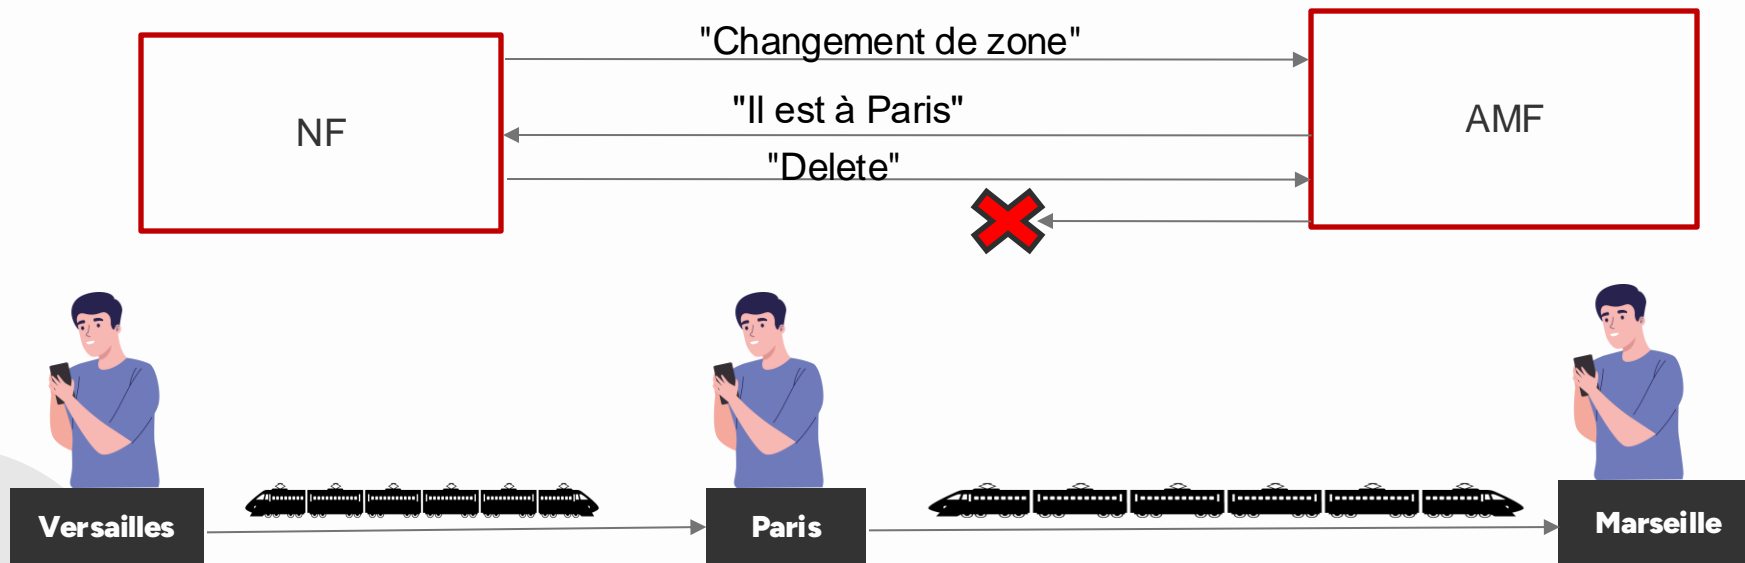 "Changement de zone"
NF
"Il est à Paris"
AMF
"Delete"
Versailles
Paris
Marseille